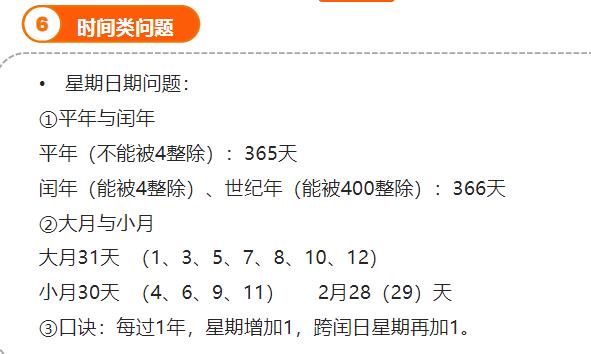 6 时间类问题
• 星期日期问题：
①平年与闰年
平年（不能被4整除）：365天
闰年（能被4整除）、世纪年（能被400整除）：366天
②大月与小月
大月31天 （1、3、5、7、8、10、12）
小月30天 （4、6、9、11） 2月28（29）天
③口诀：每过1年，星期增加1，跨闰日星期再加1。